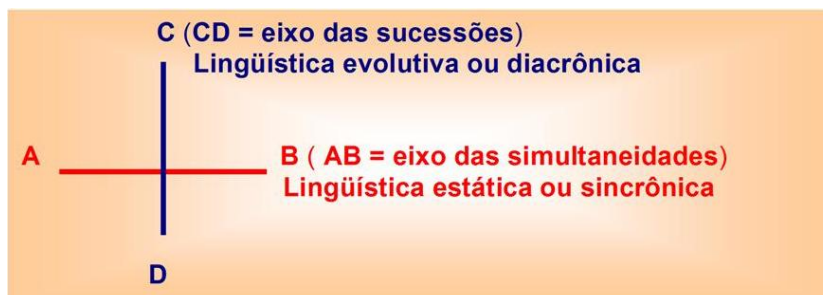 C (CD = eixo das sucessões)
Lingüística evolutiva ou diacrônica
A
B ( AB = eixo das simultaneidades)
Lingüística estática ou sincrônica
D